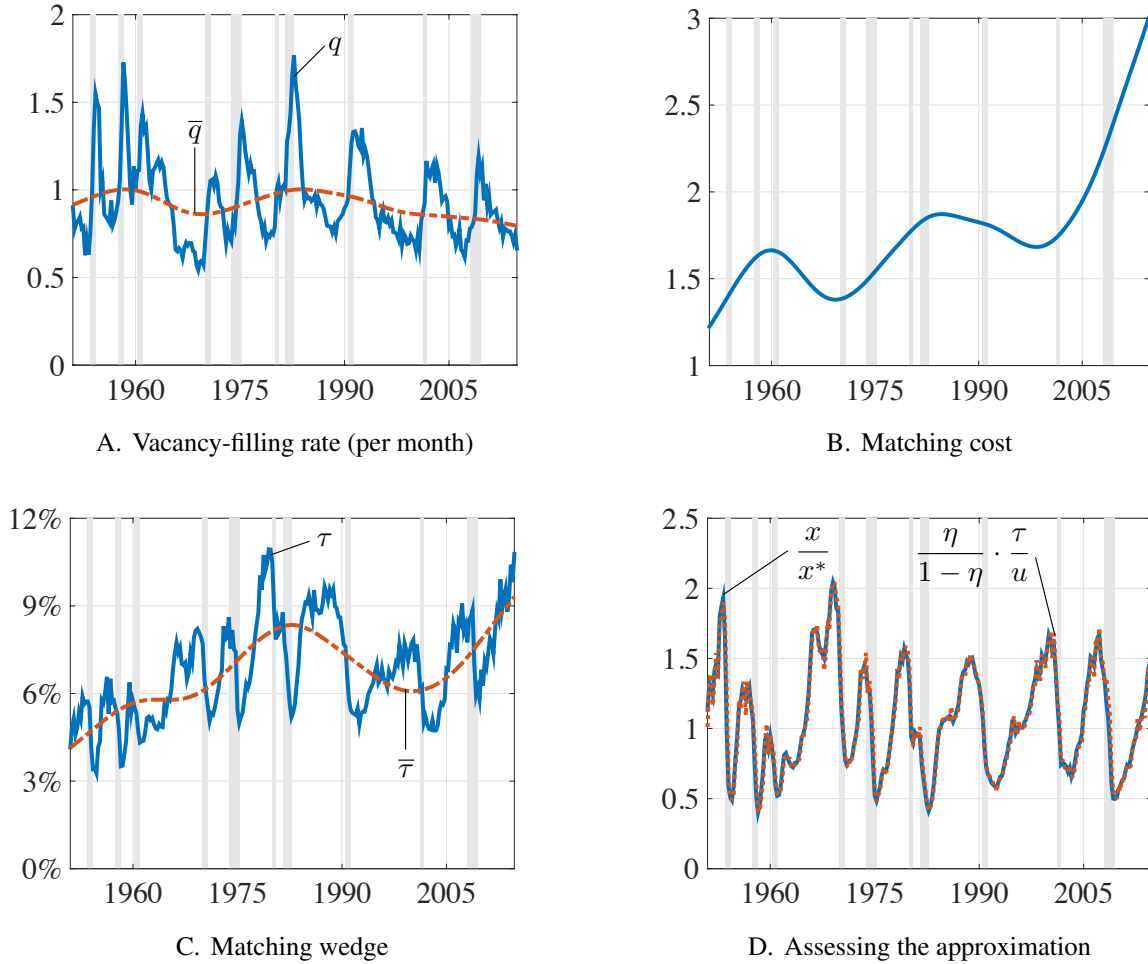 2
1.5
1
0.5
0
q
q̅
1960 1975 1990 2005
A. Vacancy-filling rate (per month)
3
2.5
2
1.5
1
1960 1975 1990 2005
B. Matching cost
12%
9%
6%
3%
0%
τ
τ̅
1960 1975 1990 2005
C. Matching wedge
2.5
2
1.5
1
0.5
0
x
x*
η
1 − η
·
τ
u
1960 1975 1990 2005
D. Assessing the approximation